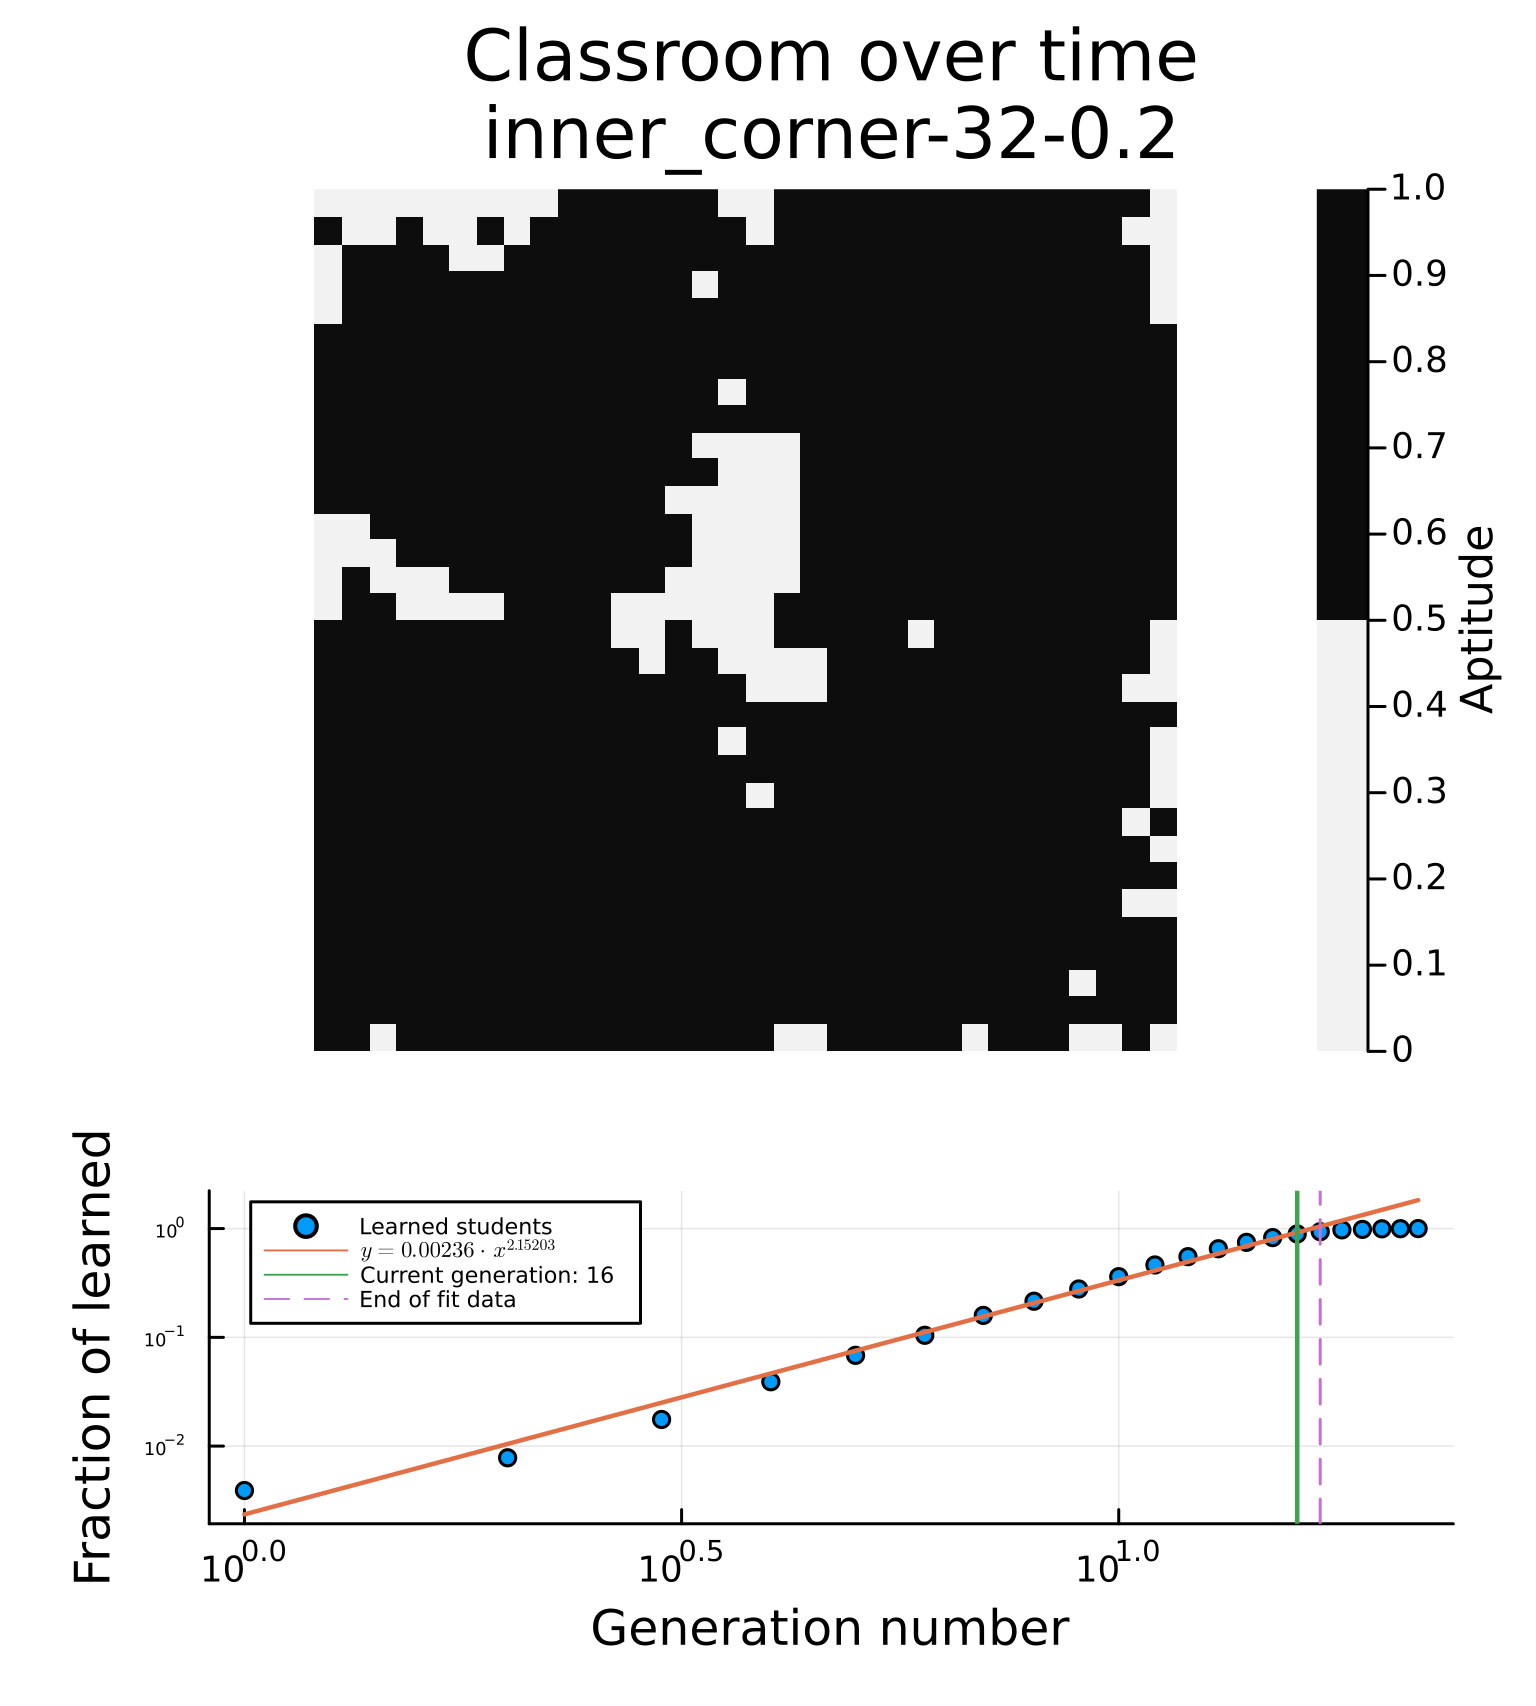 Classroom over time
inner_corner-32-0.2
1.0
0.9
0.8
0.7
0.6
0.5
0.4
0.3
0.2
0.1
0
Aptitude
Fraction of learned
10^0
10^-1
10^-2
Learned students
y = 0.00236 · x^2.15203
Current generation: 16
End of fit data
10^0.0
10^0.5
10^1.0
Generation number